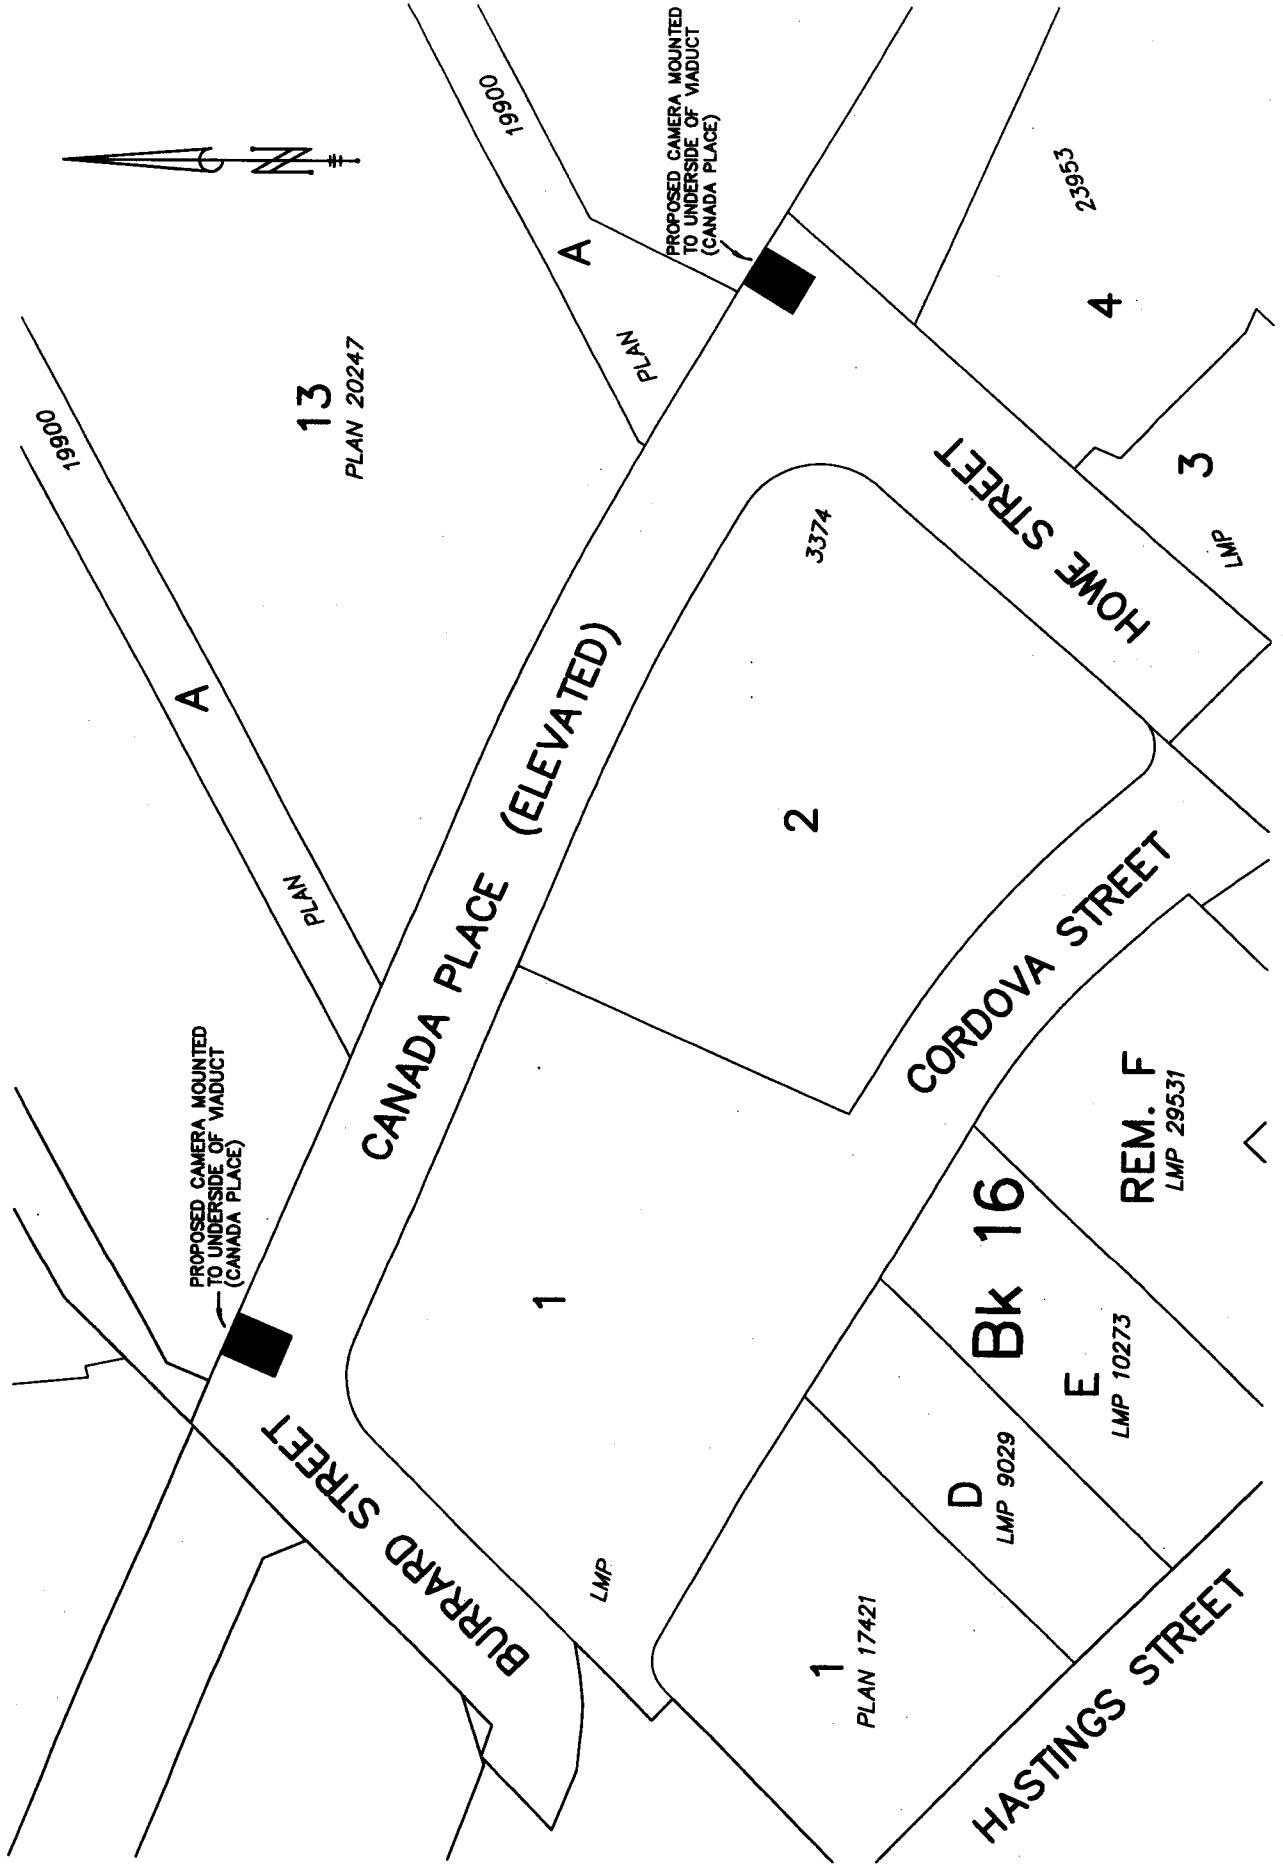 N
19900
A
PLAN
13
PLAN 20247
19900
A
PLAN
PROPOSED CAMERA MOUNTED
TO UNDERSIDE OF VIADUCT
(CANADA PLACE)
PROPOSED CAMERA MOUNTED
TO UNDERSIDE OF VIADUCT
(CANADA PLACE)
CANADA PLACE (ELEVATED)
BURRARD STREET
HOWE STREET
CORDOVA STREET
HASTINGS STREET
1
LMP
2
3374
23953
4
3
LMP
1
PLAN 17421
D
LMP 9029
Bk 16
E
LMP 10273
REM. F
LMP 29531